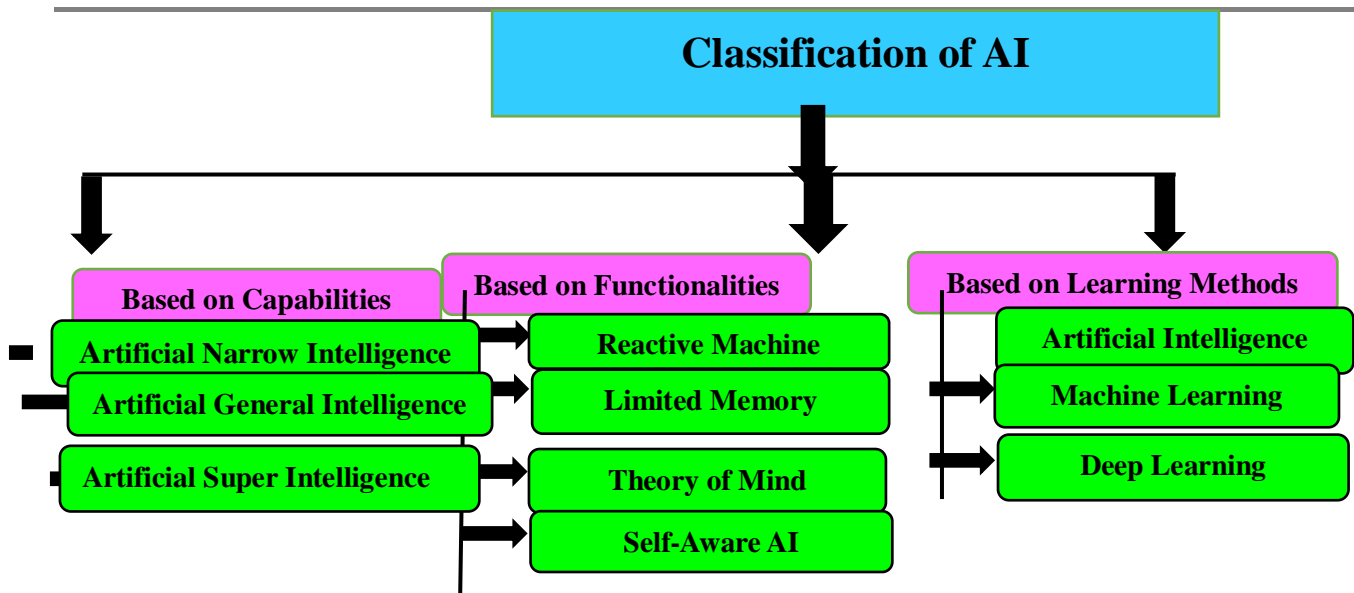 Classification of AI
Based on Capabilities
Artificial Narrow Intelligence
Artificial General Intelligence
Artificial Super Intelligence
Based on Functionalities
Reactive Machine
Limited Memory
Theory of Mind
Self-Aware AI
Based on Learning Methods
Artificial Intelligence
Machine Learning
Deep Learning